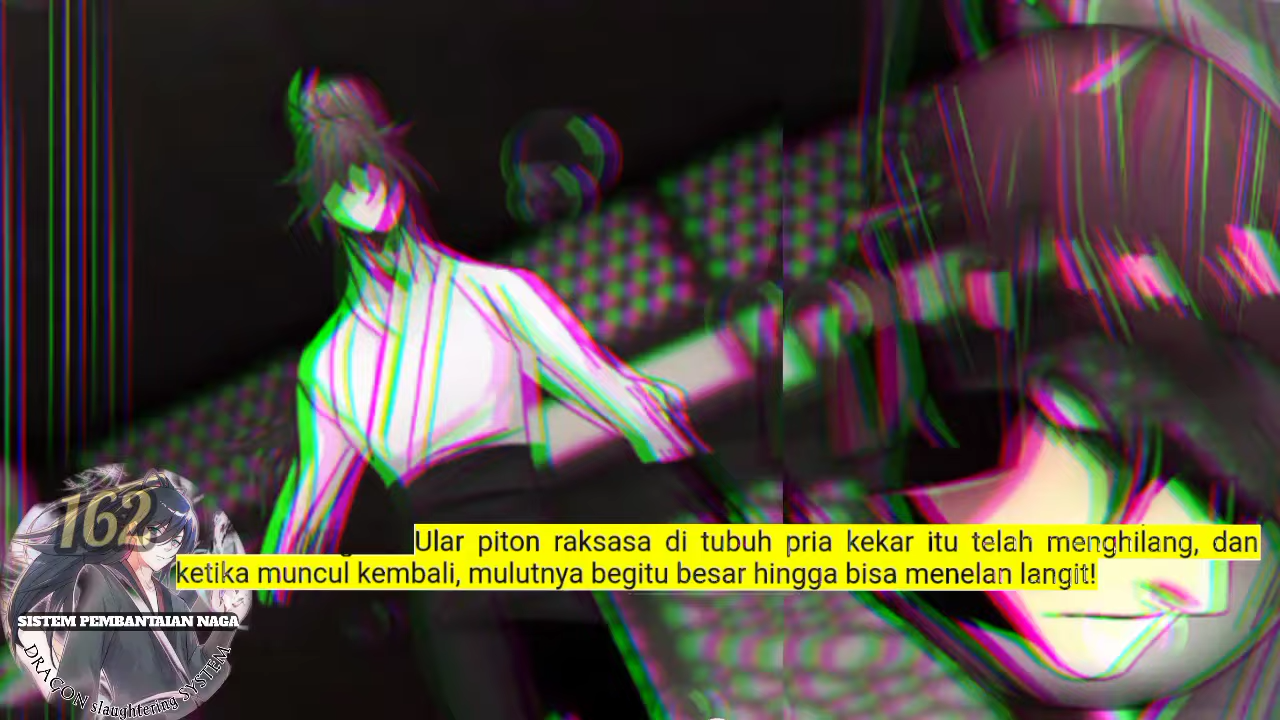 Ular piton raksasa di tubuh pria kekar itu telah menghilang, dan
ketika muncul kembali, mulutnya begitu besar hingga bisa menelan langit!
162
SISTEM PEMBANTAIAN NAGA
DRAGON slaughtering SYSTEM